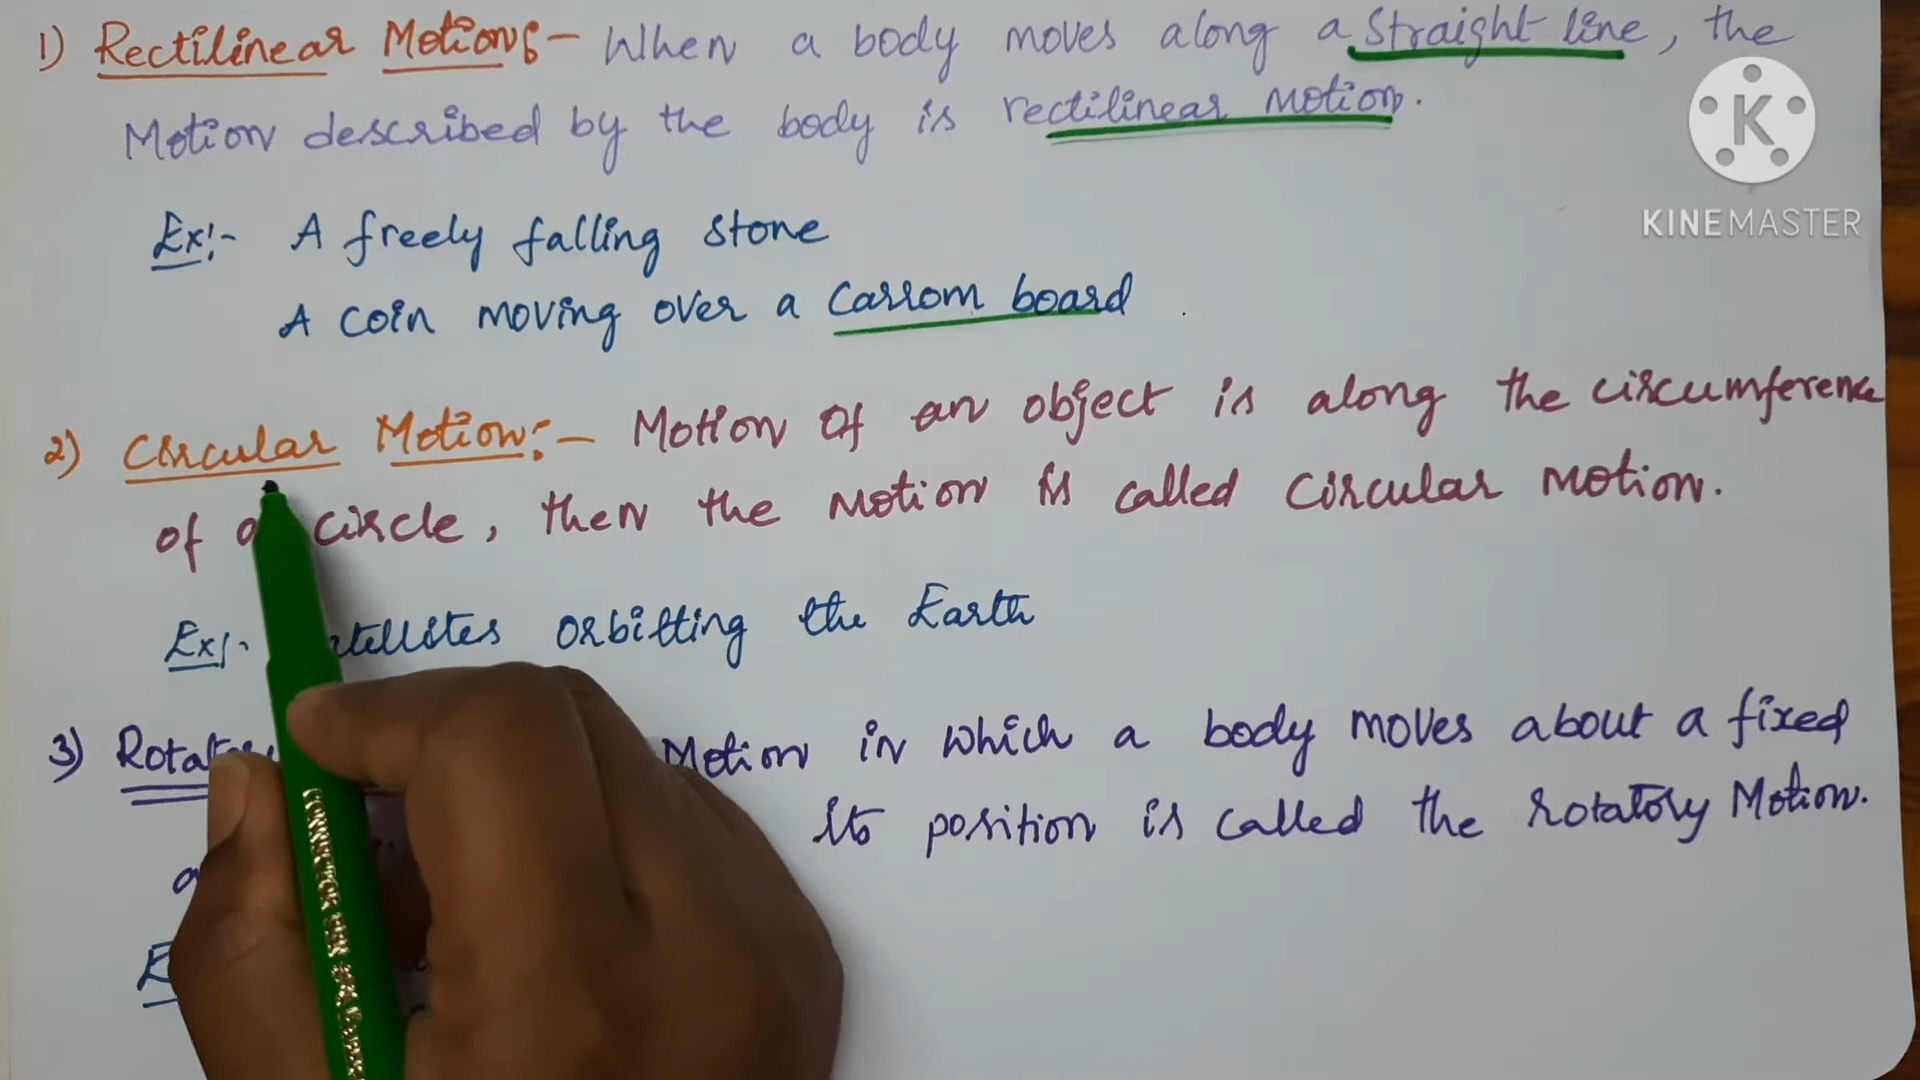 1) Rectilinear Motion:- When a body moves along a straight line, the
Motion described by the body is rectilinear motion.
Ex:- A freely falling stone
A coin moving over a Carrom board
2) Circular Motion:- Motion of an object is along the circumference
of a circle, then the motion is called circular motion.
Ex:- orbitting the Earth
3) Motion in which a body moves about a fixed
its position is called the rotatory Motion.
KINEMASTER